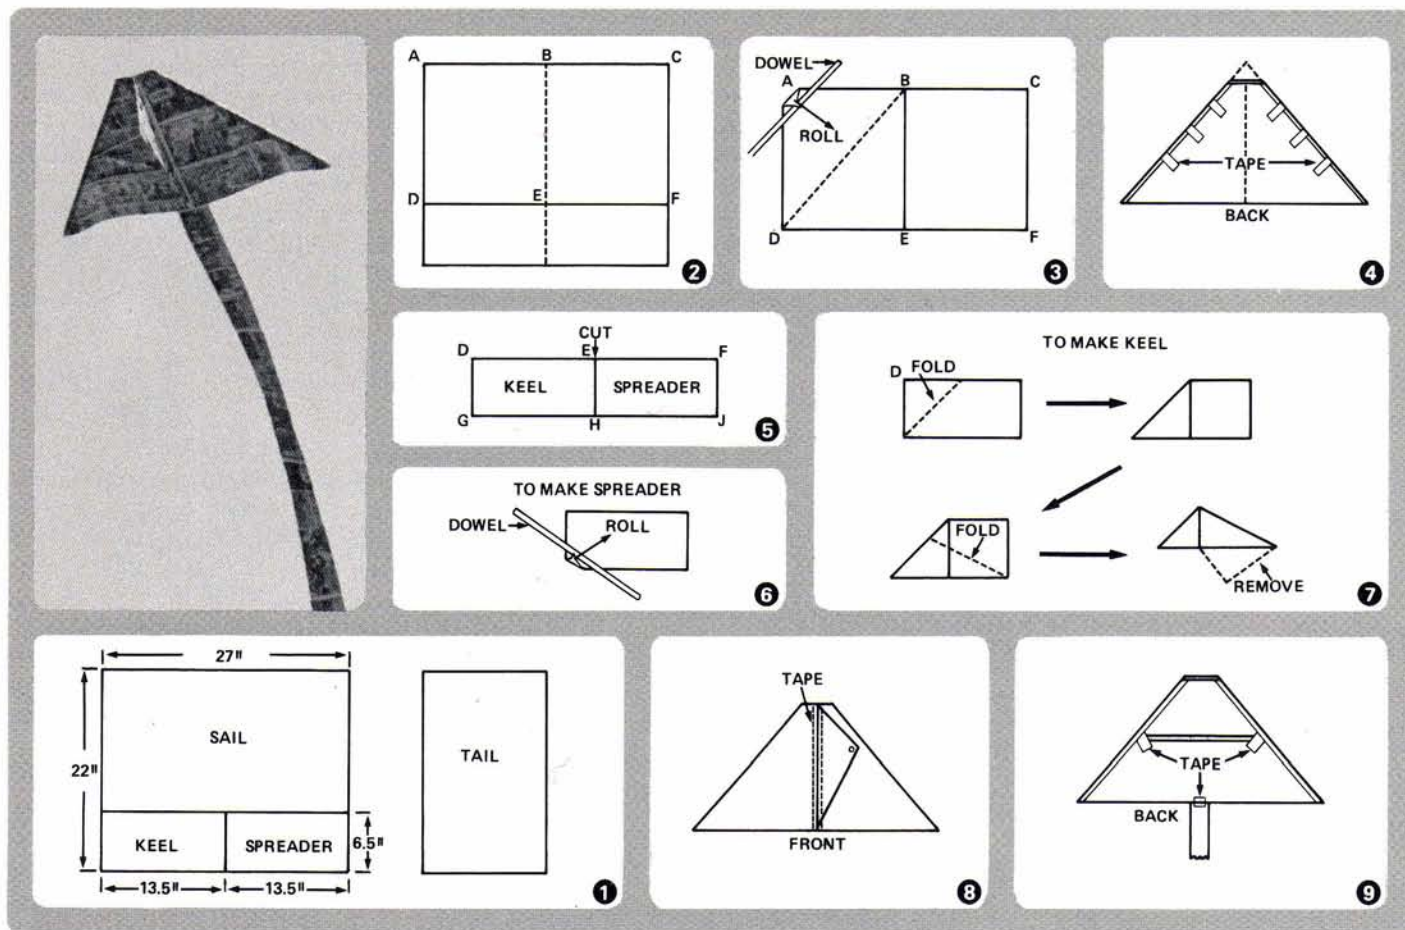 A B C
D E F
2
DOWEL
A B C
ROLL
D E F
3
TAPE
BACK
4
CUT
D E F
KEEL SPREADER
G H J
5
TO MAKE SPREADER
DOWEL ROLL
6
TO MAKE KEEL
D FOLD
FOLD
REMOVE
7
27"
SAIL
22"
KEEL SPREADER 6.5"
13.5" 13.5"
TAIL
1
TAPE
FRONT
8
TAPE
BACK
9